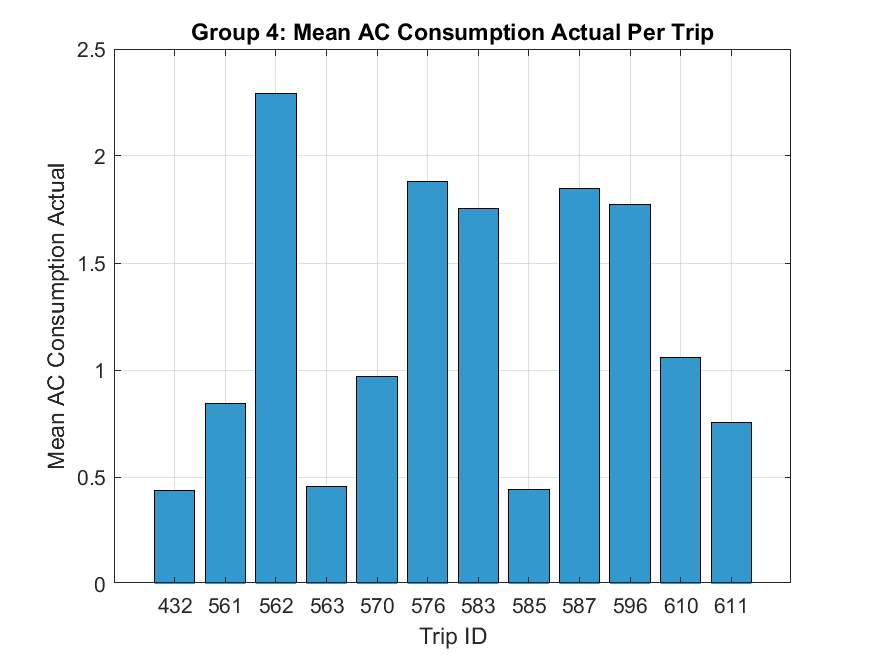 Group 4: Mean AC Consumption Actual Per Trip
2.5
2
1.5
1
0.5
0
Mean AC Consumption Actual
432 561 562 563 570 576 583 585 587 596 610 611
Trip ID